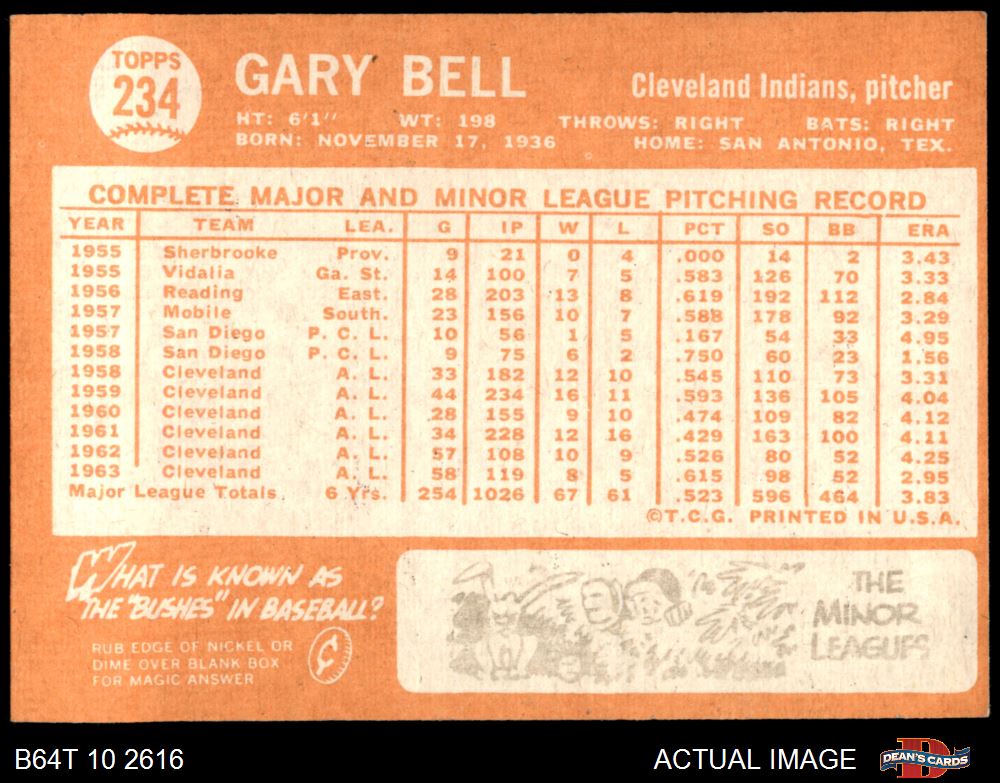 TOPPS
234
GARY BELL
Cleveland Indians, pitcher
HT: 6'1" WT: 198 THROWS: RIGHT BATS: RIGHT
BORN: NOVEMBER 17, 1936 HOME: SAN ANTONIO, TEX.
COMPLETE MAJOR AND MINOR LEAGUE PITCHING RECORD
YEAR TEAM LEA. G IP W L PCT SO BB ERA
1955 Sherbrooke Prov. 9 21 0 4 .000 14 2 3.43
1955 Vidalia Ga. St. 14 100 7 5 .583 126 70 3.33
1956 Reading East. 28 203 13 8 .619 192 112 2.84
1957 Mobile South. 23 156 10 7 .588 178 92 3.29
1957 San Diego P. C. L. 10 56 1 5 .167 54 33 4.95
1958 San Diego P. C. L. 9 75 6 2 .750 60 23 1.56
1958 Cleveland A. L. 33 182 12 10 .545 110 73 3.31
1959 Cleveland A. L. 44 234 16 11 .593 136 105 4.04
1960 Cleveland A. L. 28 155 9 10 .474 109 82 4.12
1961 Cleveland A. L. 34 228 12 16 .429 163 100 4.11
1962 Cleveland A. L. 57 108 10 9 .526 80 52 4.25
1963 Cleveland A. L. 58 119 8 5 .615 98 52 2.95
Major League Totals 6 Yrs. 254 1026 67 61 .523 596 464 3.83
©T.C.G. PRINTED IN U.S.A.
WHAT IS KNOWN AS
THE "BUSHES" IN BASEBALL?
RUB EDGE OF NICKEL OR
DIME OVER BLANK BOX
FOR MAGIC ANSWER
¢
THE
MINOR
LEAGUES
B64T 10 2616
ACTUAL IMAGE
DEAN'S CARDS